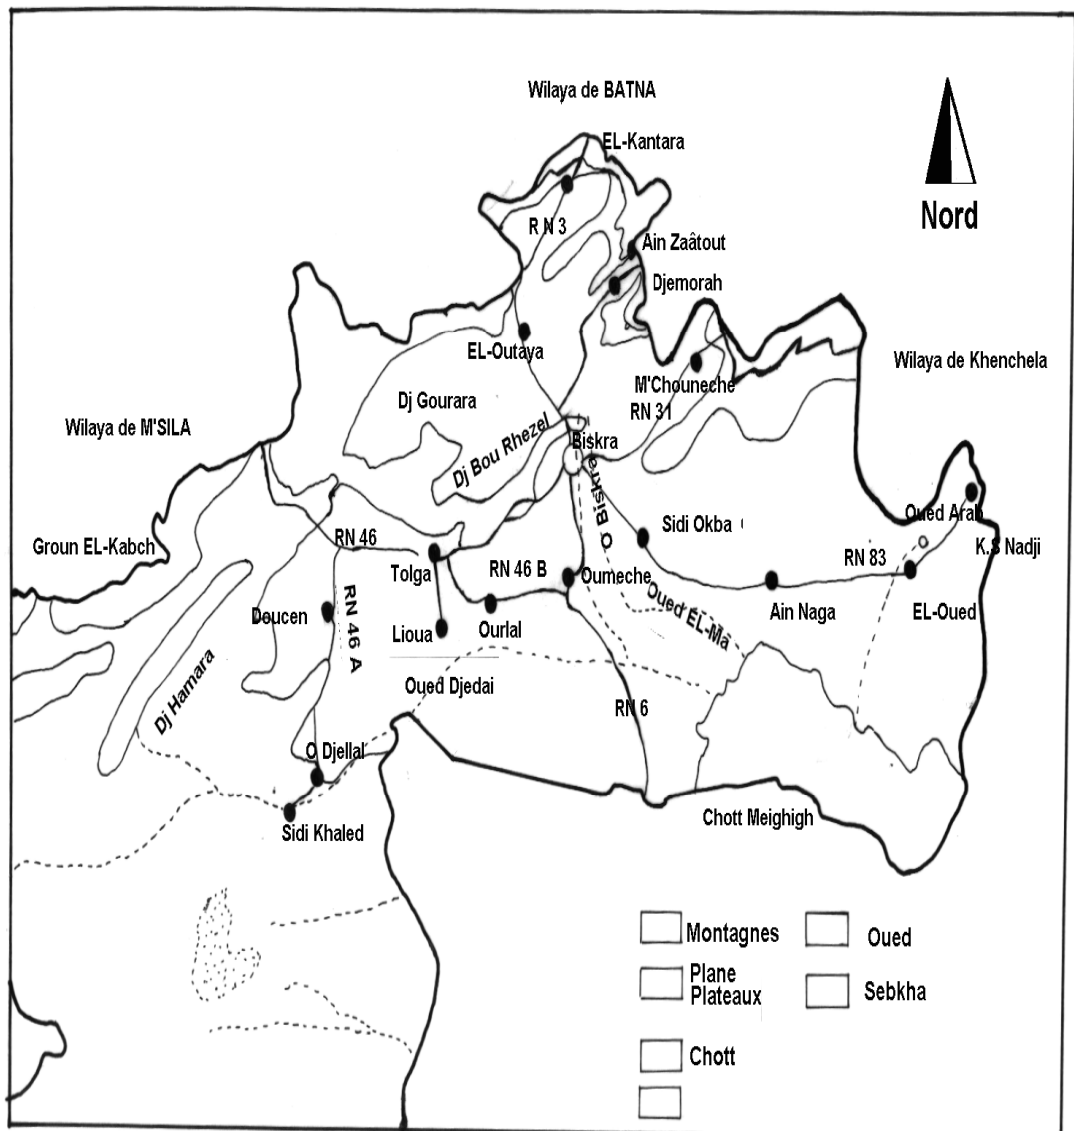 Wilaya de BATNA
EL-Kantara
Nord
R N 3
Ain Zaâtout
Djemorah
EL-Outaya
M'Chouneche
Wilaya de Khenchela
Dj Gourara
RN 31
Wilaya de M'SILA
Dj Bou Rhezel
Biskra
O Biskra
Sidi Okba
Oued Arab
K.S Nadji
Groun EL-Kabch
RN 46
Tolga
RN 46 B
Oumeche
RN 83
Doucen
RN 46 A
Lioua
Ourlal
Oued EL-Mâ
Ain Naga
EL-Oued
Dj Hamara
Oued Djedai
RN 6
O Djellal
Sidi Khaled
Chott Meighigh
Montagnes
Oued
Plane
Plateaux
Sebkha
Chott